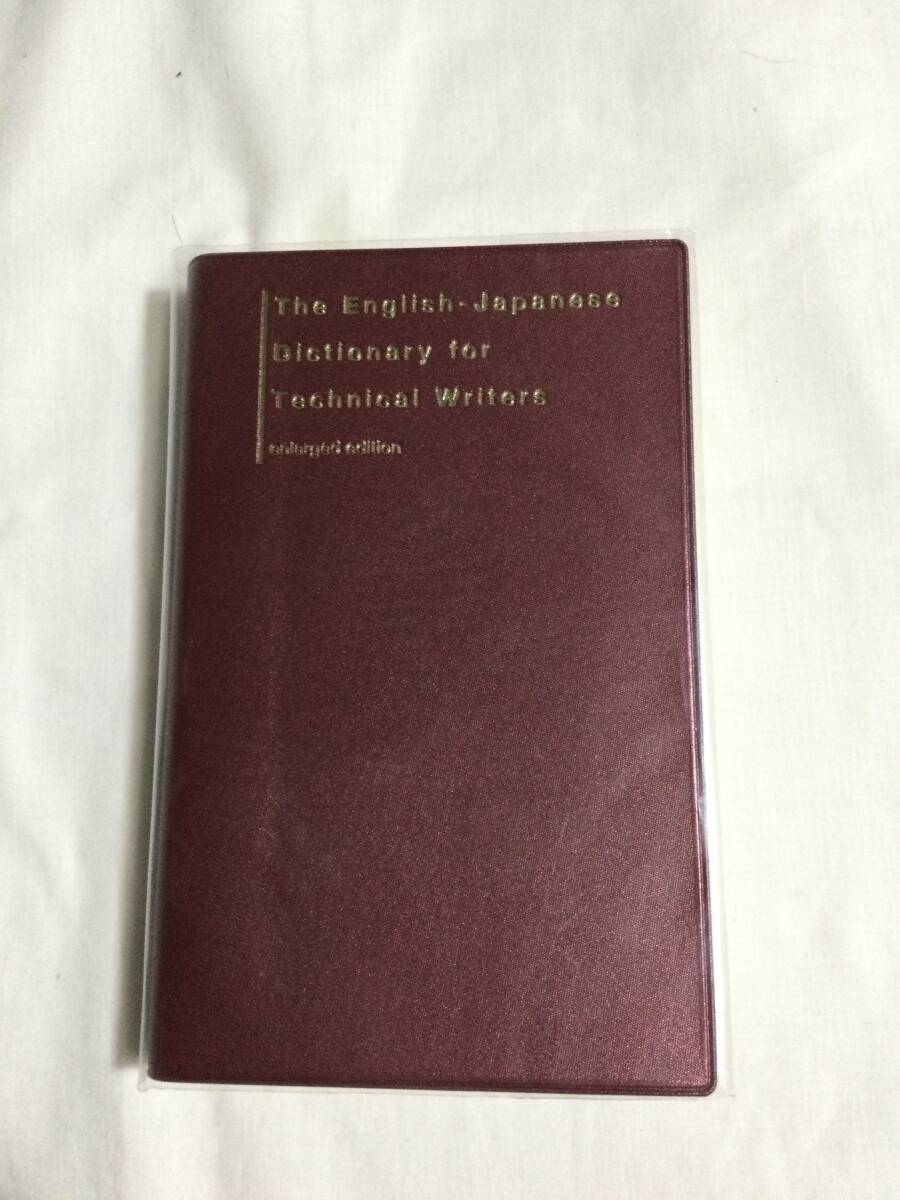 The English-Japanese
Dictionary for
Technical Writers
enlarged edition